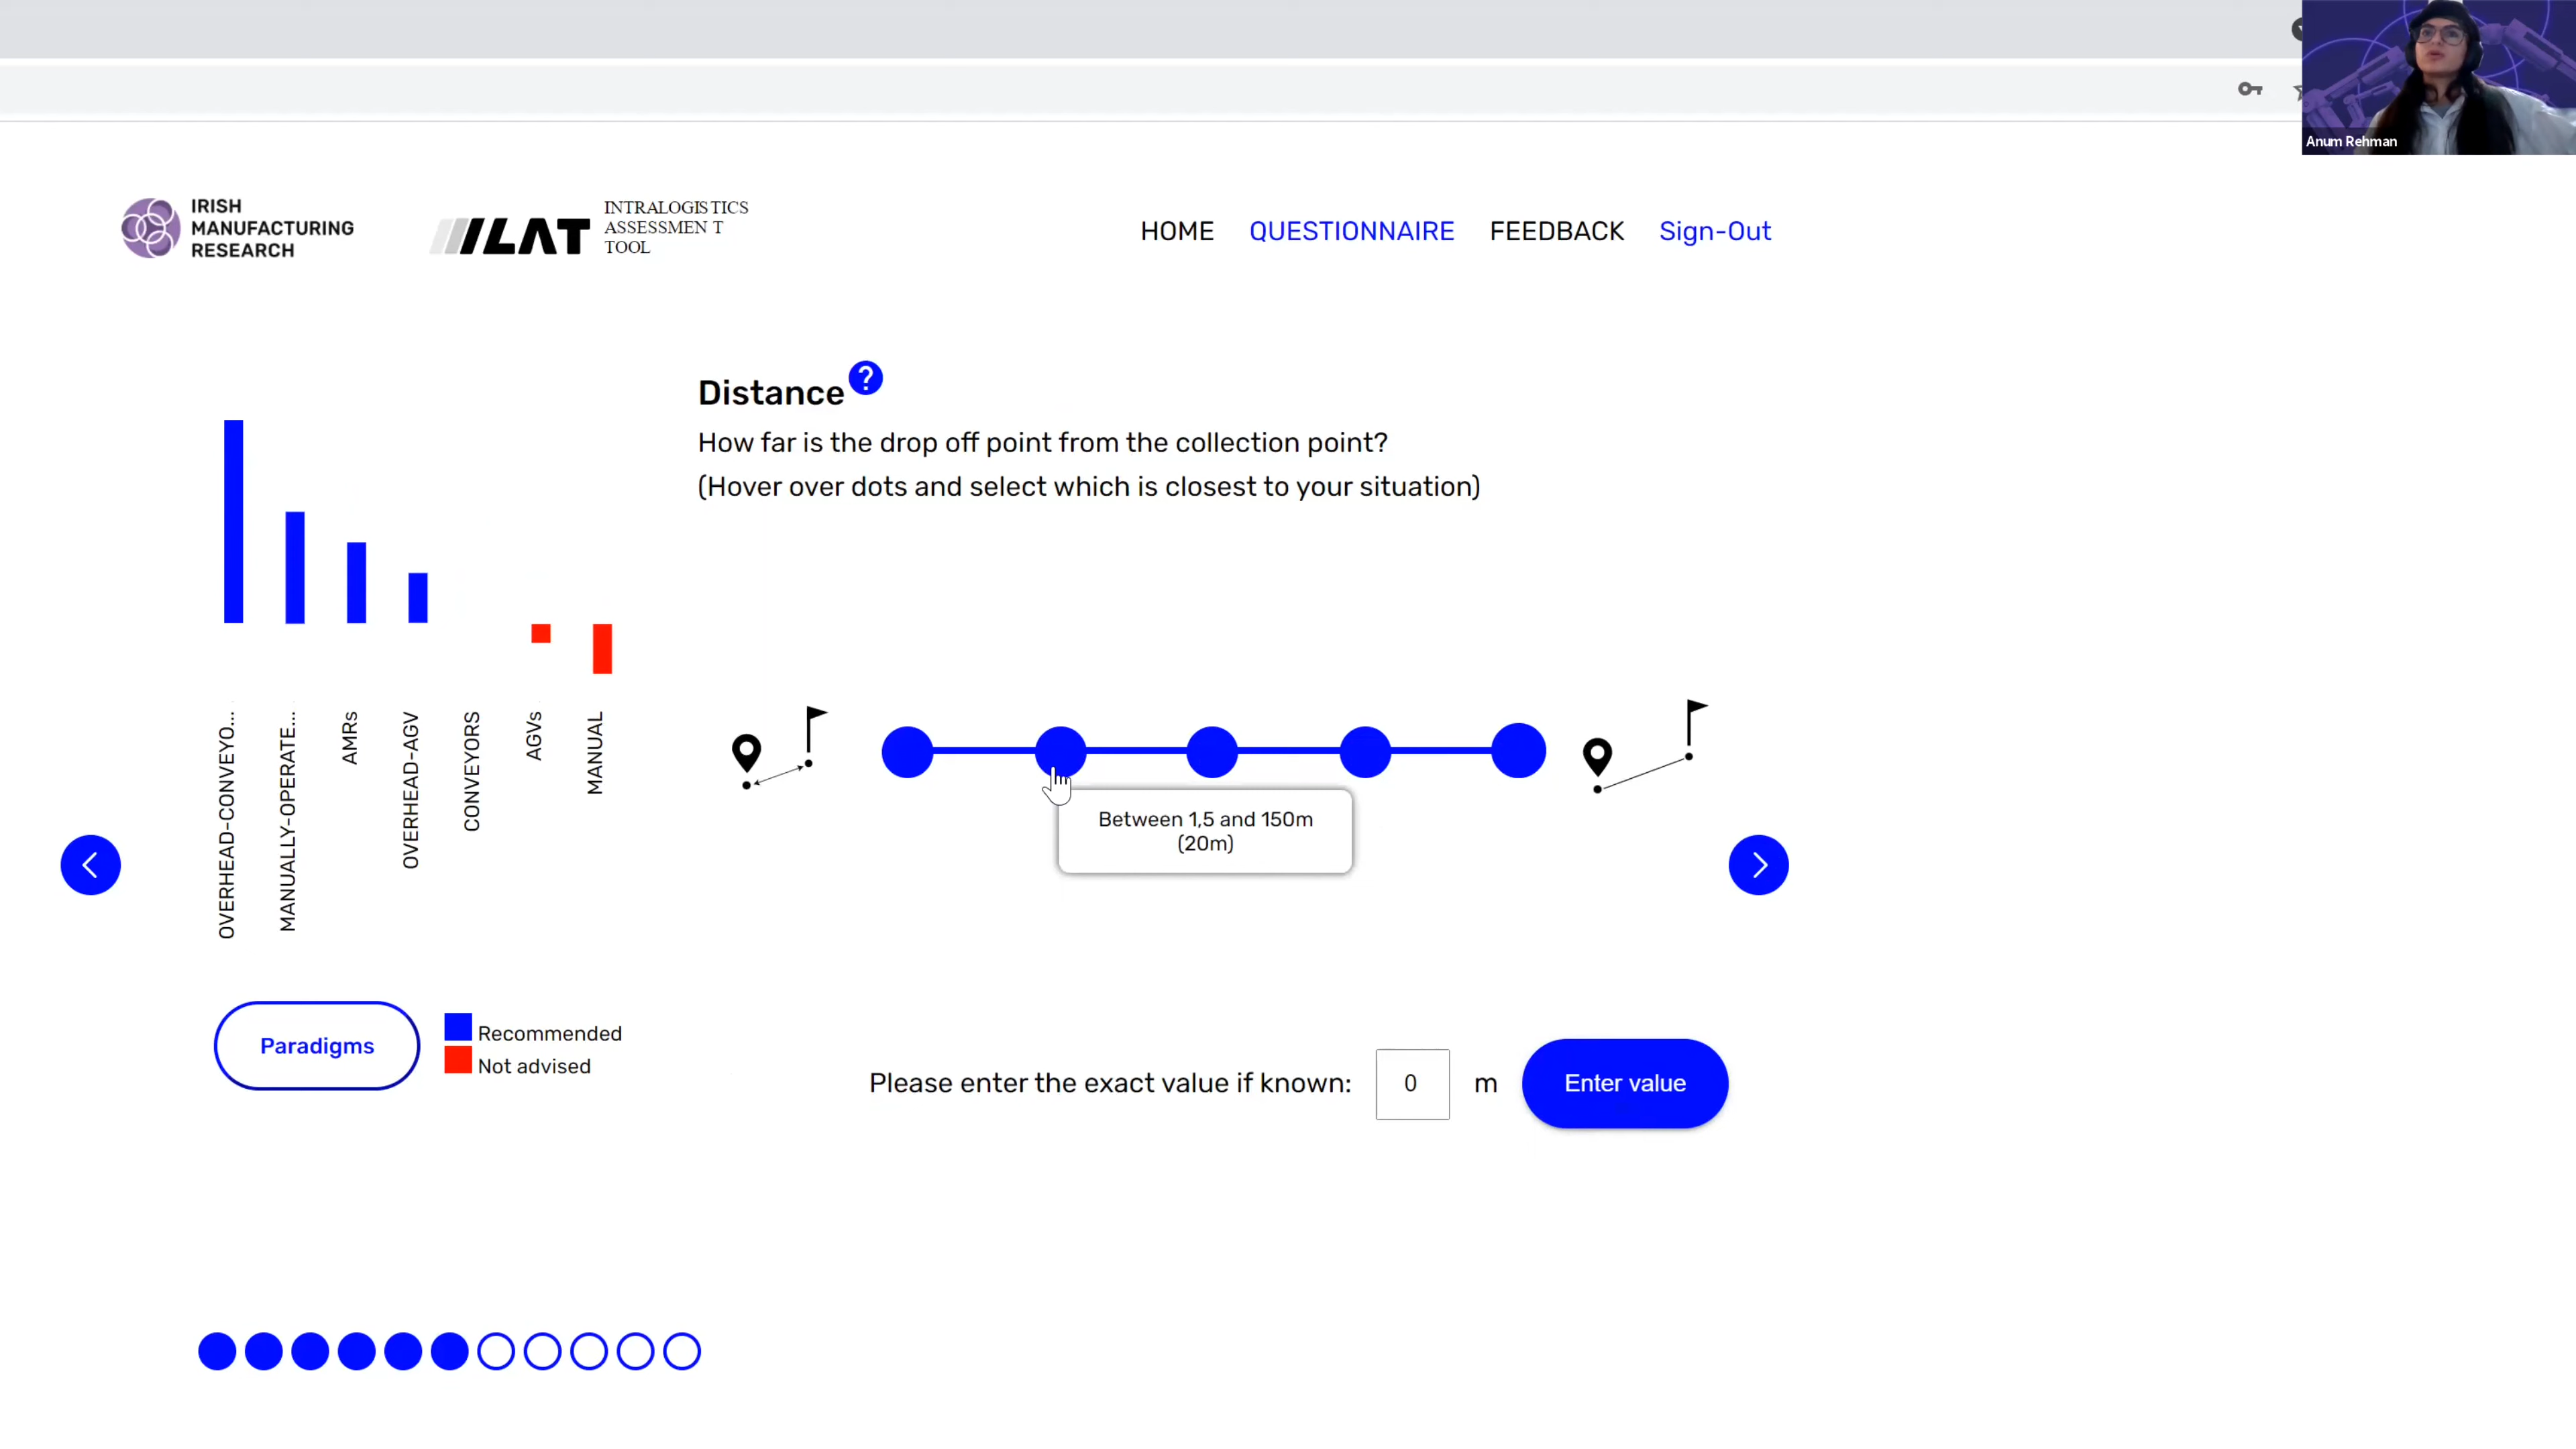 Anum Rehman
IRISH
MANUFACTURING
RESEARCH
ILAT
INTRALOGISTICS
ASSESSMENT
TOOL
HOME QUESTIONNAIRE FEEDBACK Sign-Out
Distance ?
How far is the drop off point from the collection point?
(Hover over dots and select which is closest to your situation)
OVERHEAD-CONVEYO...
MANUALLY-OPERATE...
AMRs
OVERHEAD-AGV
CONVEYORS
AGVs
MANUAL
Between 1,5 and 150m
(20m)
Paradigms
Recommended
Not advised
Please enter the exact value if known: 0 m Enter value